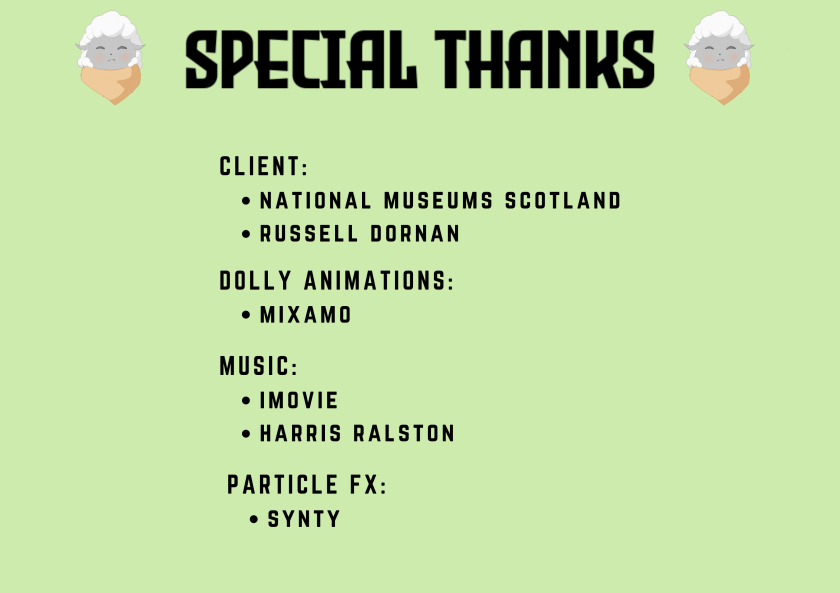 SPECIAL THANKS
CLIENT:
• NATIONAL MUSEUMS SCOTLAND
• RUSSELL DORNAN
DOLLY ANIMATIONS:
• MIXAMO
MUSIC:
• IMOVIE
• HARRIS RALSTON
PARTICLE FX:
• SYNTY